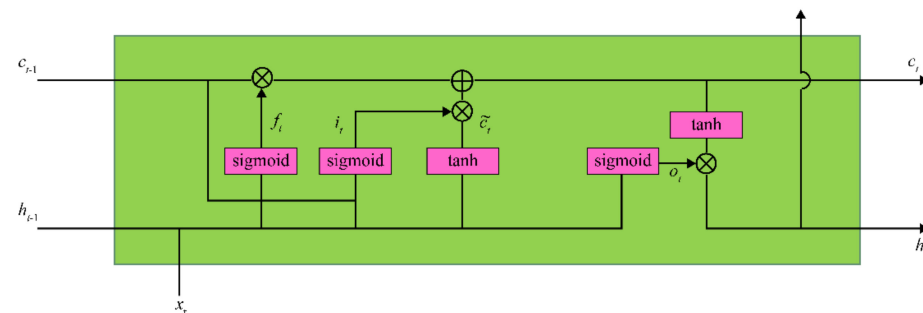 c_{t-1}
c_t
f_t
i_t
c̃_t
tanh
sigmoid
sigmoid
tanh
sigmoid
o_t
h_{t-1}
h
x_t